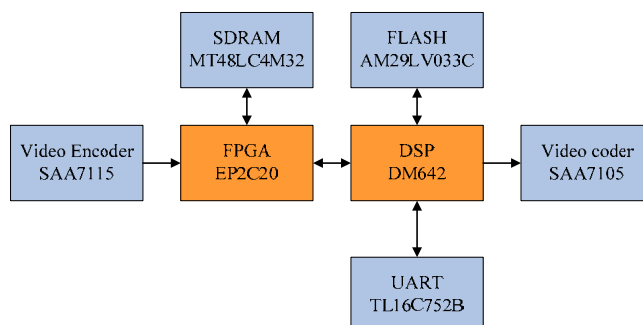 SDRAM
MT48LC4M32
FLASH
AM29LV033C
Video Encoder
SAA7115
FPGA
EP2C20
DSP
DM642
Video coder
SAA7105
UART
TL16C752B